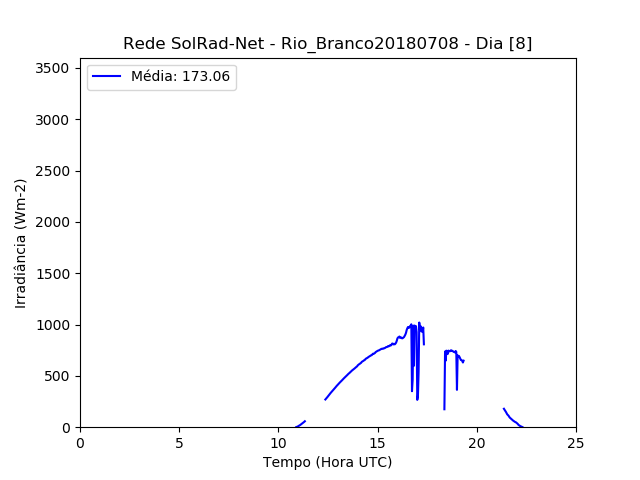 Rede SolRad-Net - Rio_Branco20180708 - Dia [8]
Média: 173.06
3500
3000
2500
2000
1500
1000
500
0
Irradiância (Wm-2)
0 5 10 15 20 25
Tempo (Hora UTC)